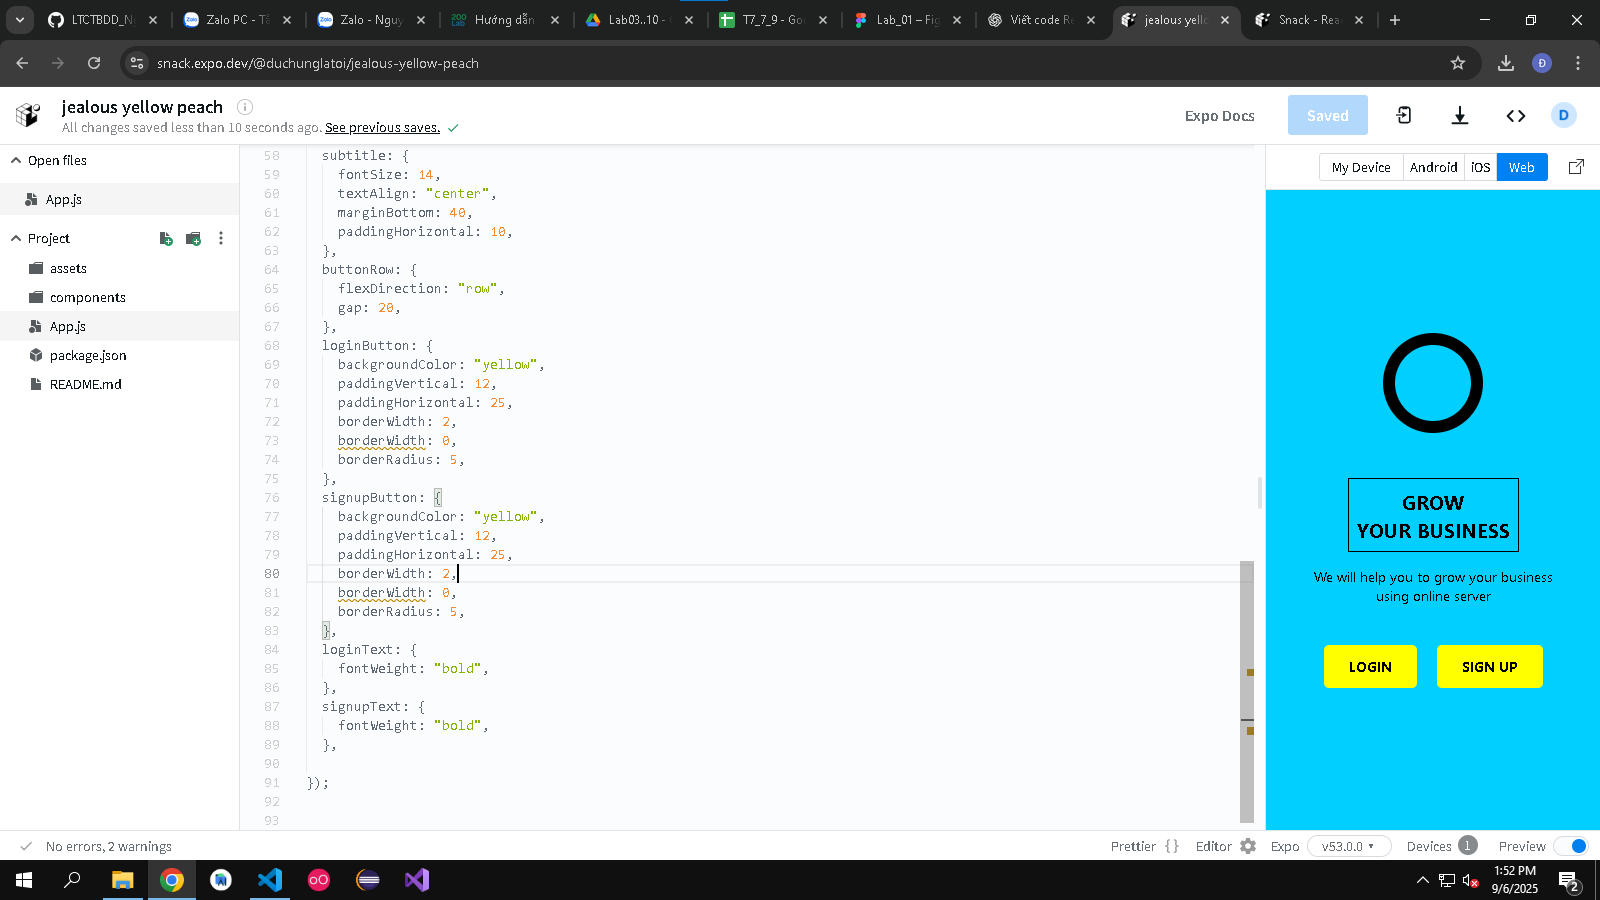 LTCTBDD_N
Zalo PC - Tả
Zalo - Nguy
200 Lab
Hướng dẫn
Lab03..10 -
T7_7_9 - Goo
Lab_01 – Fig
Viết code Re
jealous yello
Snack - Rea
snack.expo.dev/@duchunglatoi/jealous-yellow-peach
Đ
jealous yellow peach
All changes saved less than 10 seconds ago. See previous saves.
Expo Docs
Saved
D
Open files
App.js
Project
assets
components
App.js
package.json
README.md
58 subtitle: {
59 fontSize: 14,
60 textAlign: "center",
61 marginBottom: 40,
62 paddingHorizontal: 10,
63 },
64 buttonRow: {
65 flexDirection: "row",
66 gap: 20,
67 },
68 loginButton: {
69 backgroundColor: "yellow",
70 paddingVertical: 12,
71 paddingHorizontal: 25,
72 borderWidth: 2,
73 borderWidth: 0,
74 borderRadius: 5,
75 },
76 signupButton: {
77 backgroundColor: "yellow",
78 paddingVertical: 12,
79 paddingHorizontal: 25,
80 borderWidth: 2,
81 borderWidth: 0,
82 borderRadius: 5,
83 },
84 loginText: {
85 fontWeight: "bold",
86 },
87 signupText: {
88 fontWeight: "bold",
89 },
90
91 });
92
93
My Device
Android
iOS
Web
GROW
YOUR BUSINESS
We will help you to grow your business
using online server
LOGIN
SIGN UP
No errors, 2 warnings
Prettier { }
Editor
Expo
v53.0.0
Devices
1
Preview
1:52 PM
9/6/2025
2